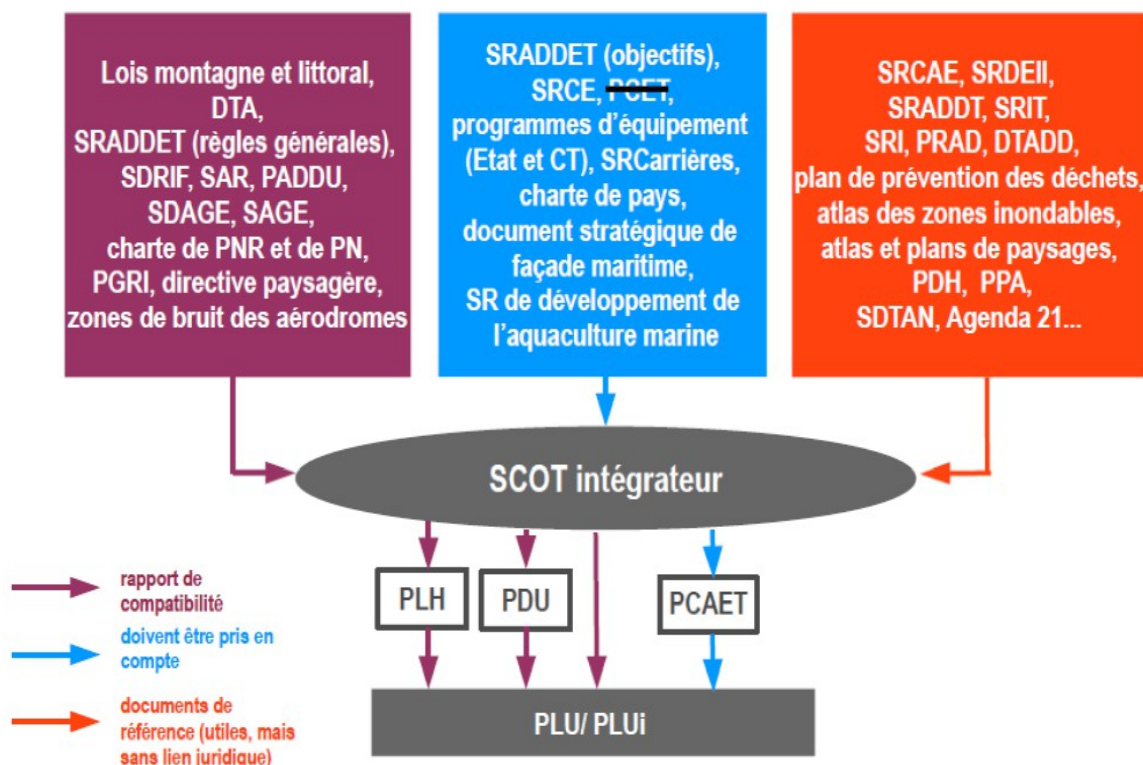 Lois montagne et littoral,
DTA,
SRADDET (règles générales),
SDRIF, SAR, PADDU,
SDAGE, SAGE,
charte de PNR et de PN,
PGRI, directive paysagère,
zones de bruit des aérodromes
SRADDET (objectifs),
SRCE, PCET,
programmes d'équipement
(Etat et CT), SRCarrières,
charte de pays,
document stratégique de
façade maritime,
SR de développement de
l'aquaculture marine
SRCAE, SRDEII,
SRADDT, SRIT,
SRI, PRAD, DTADD,
plan de prévention des déchets,
atlas des zones inondables,
atlas et plans de paysages,
PDH, PPA,
SDTAN, Agenda 21...
SCOT intégrateur
PLH
PDU
PCAET
PLU/ PLUi
rapport de
compatibilité
doivent être pris en
compte
documents de
référence (utiles, mais
sans lien juridique)